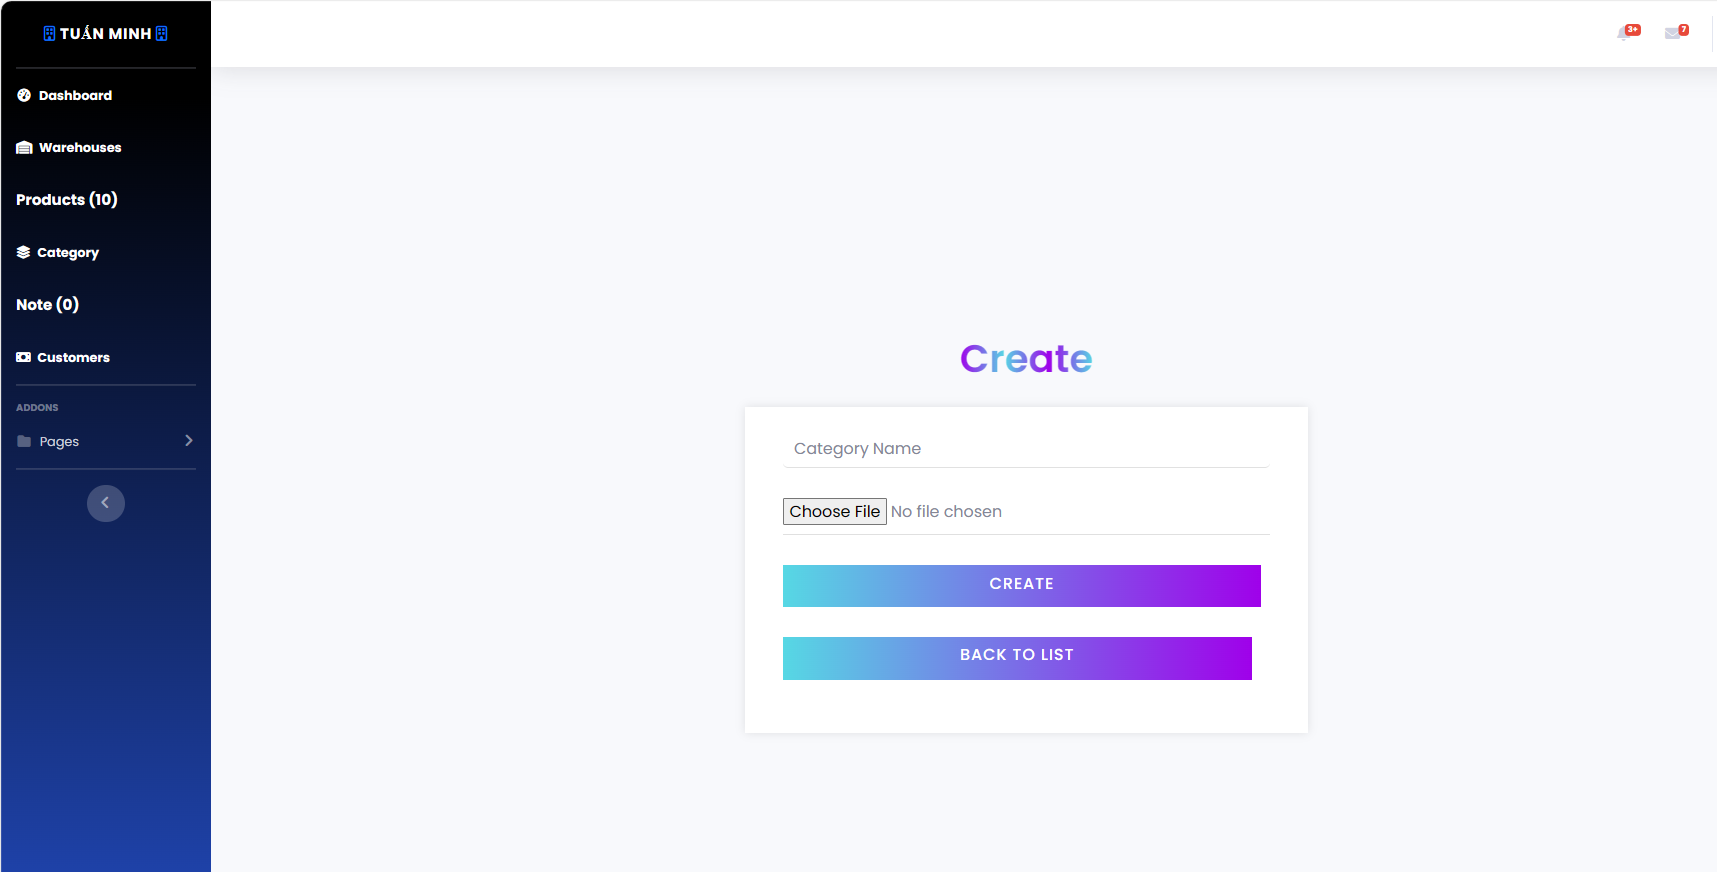 TUẤN MINH
3+
7
Dashboard
Warehouses
Products (10)
Category
Note (0)
Customers
ADDONS
Pages
Create
Category Name
Choose File No file chosen
CREATE
BACK TO LIST